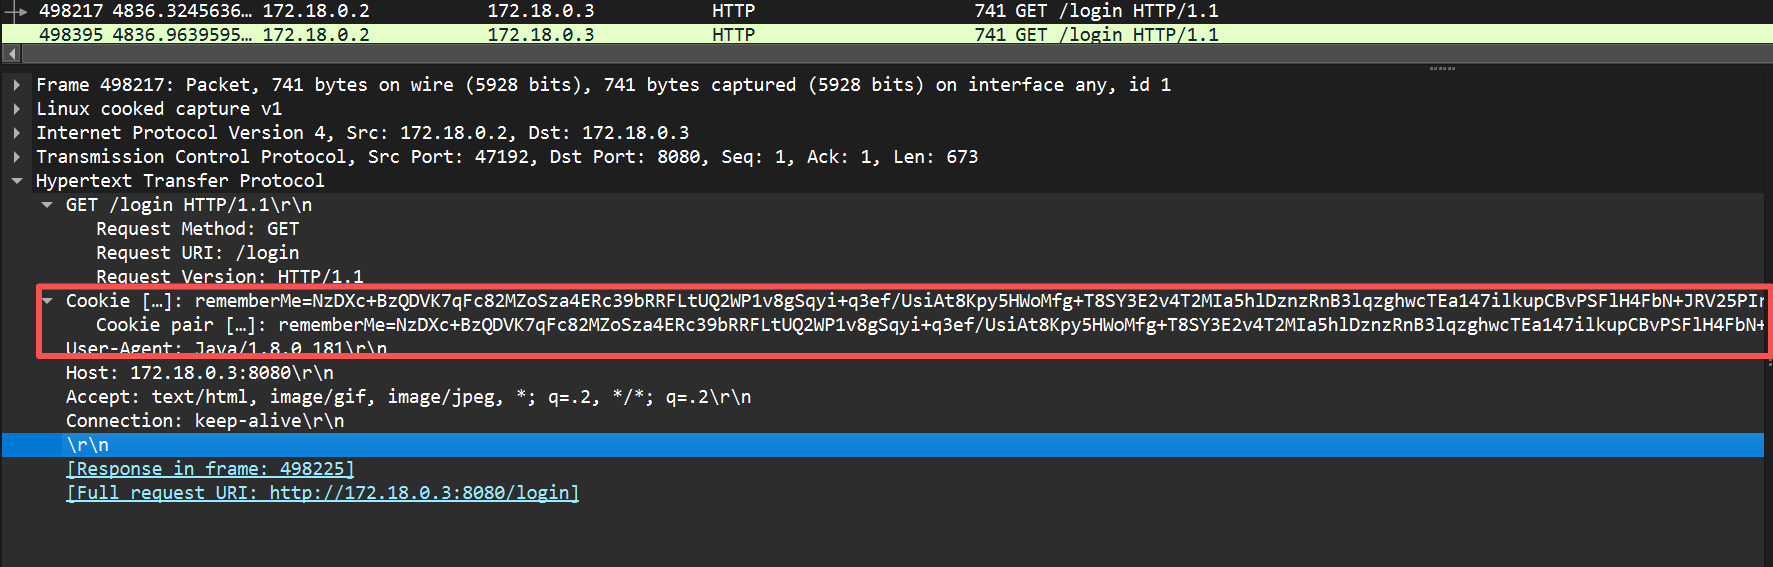 498217 4836.3245636… 172.18.0.2 172.18.0.3 HTTP 741 GET /login HTTP/1.1
498395 4836.9639595… 172.18.0.2 172.18.0.3 HTTP 741 GET /login HTTP/1.1
Frame 498217: Packet, 741 bytes on wire (5928 bits), 741 bytes captured (5928 bits) on interface any, id 1
Linux cooked capture v1
Internet Protocol Version 4, Src: 172.18.0.2, Dst: 172.18.0.3
Transmission Control Protocol, Src Port: 47192, Dst Port: 8080, Seq: 1, Ack: 1, Len: 673
Hypertext Transfer Protocol
GET /login HTTP/1.1\r\n
Request Method: GET
Request URI: /login
Request Version: HTTP/1.1
Cookie […]: rememberMe=NzDXc+BzQDVK7qFc82MZoSza4ERc39bRRFLtUQ2WP1v8gSqyi+q3ef/UsiAt8Kpy5HWoMfg+T8SY3E2v4T2MIa5hlDznzRnB3lqzghwcTEa147ilkupCBvPSFlH4FbN+JRV25PIr
Cookie pair […]: rememberMe=NzDXc+BzQDVK7qFc82MZoSza4ERc39bRRFLtUQ2WP1v8gSqyi+q3ef/UsiAt8Kpy5HWoMfg+T8SY3E2v4T2MIa5hlDznzRnB3lqzghwcTEa147ilkupCBvPSFlH4FbN+
User-Agent: Java/1.8.0_181\r\n
Host: 172.18.0.3:8080\r\n
Accept: text/html, image/gif, image/jpeg, *; q=.2, */*; q=.2\r\n
Connection: keep-alive\r\n
\r\n
[Response in frame: 498225]
[Full request URI: http://172.18.0.3:8080/login]